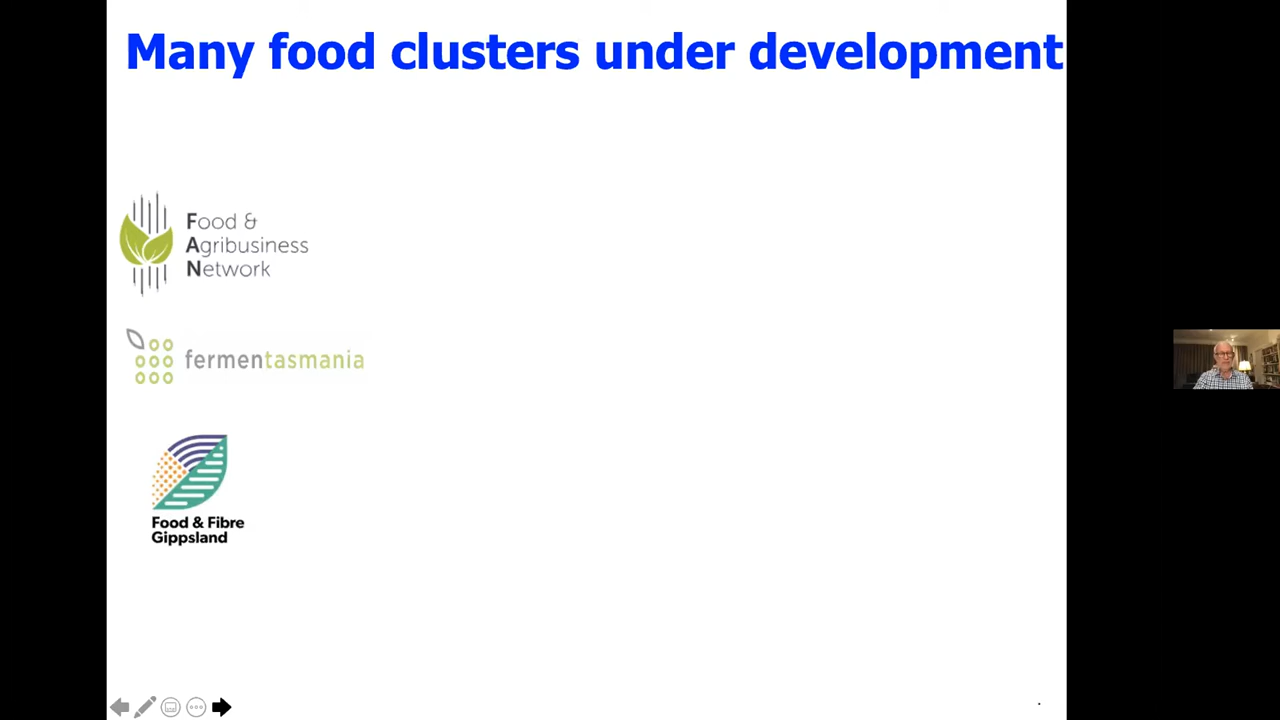 Many food clusters under development
Food &
Agribusiness
Network
fermentasmania
Food & Fibre
Gippsland